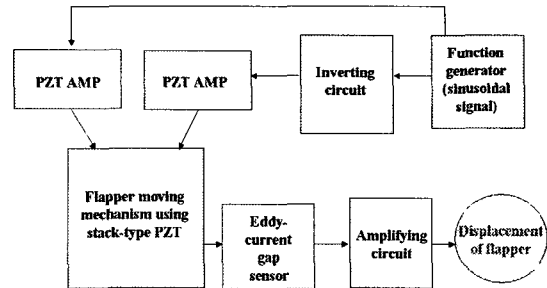 PZT AMP
PZT AMP
Inverting
circuit
Function
generator
(sinusoidal
signal)
Flapper moving
mechanism using
stack-type PZT
Eddy-
current
gap
sensor
Amplifying
circuit
Displacement
of flapper